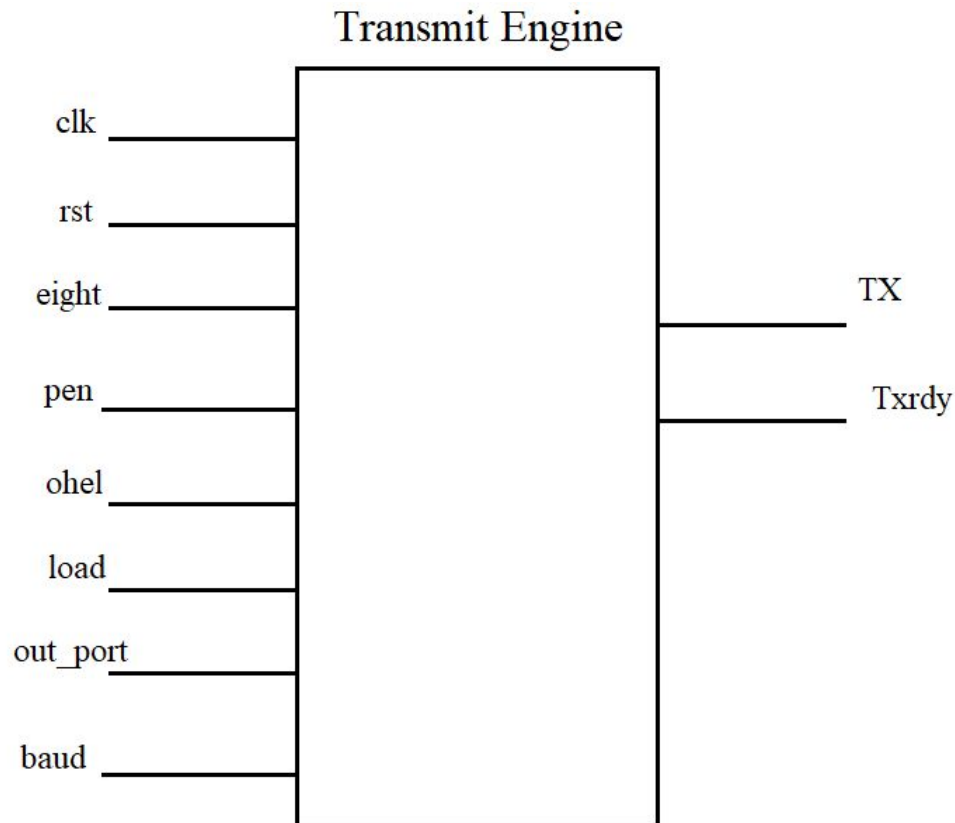 Transmit Engine
clk
rst
eight
TX
pen
Txrdy
ohel
load
out_port
baud